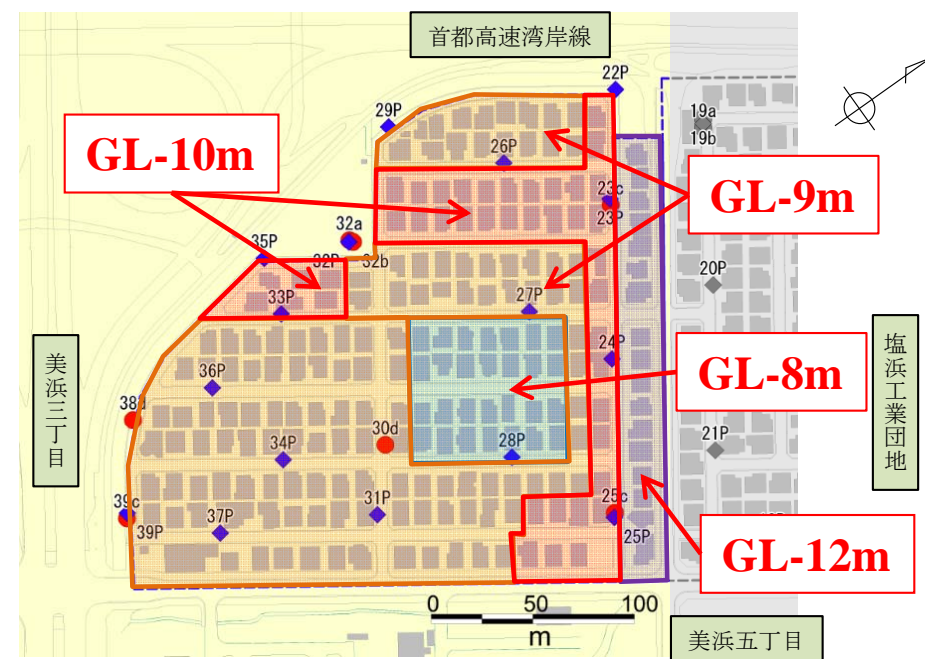 首都高速湾岸線
22P
29P
19a
19b
26P
GL-10m
GL-9m
23c
23P
32a
35P
32P
32b
20P
33P
27P
美浜三丁目
24P
塩浜工業団地
36P
GL-8m
38d
30d
34P
28P
21P
39c
39P
31P
37P
25c
25P
GL-12m
0 50 100
m
美浜五丁目